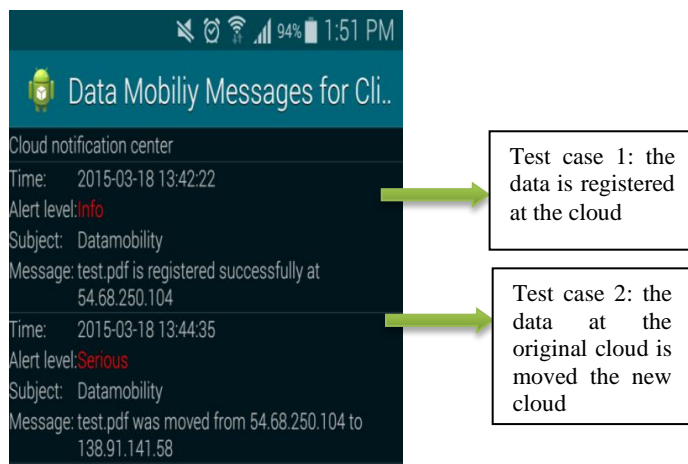 94% 1:51 PM
Data Mobiliy Messages for Cli..
Cloud notification center
Time: 2015-03-18 13:42:22
Alert level:Info
Subject: Datamobility
Message: test.pdf is registered successfully at
54.68.250.104
Time: 2015-03-18 13:44:35
Alert level:Serious
Subject: Datamobility
Message: test.pdf was moved from 54.68.250.104 to
138.91.141.58
Test case 1: the
data is registered
at the cloud
Test case 2: the
data at the
original cloud is
moved the new
cloud